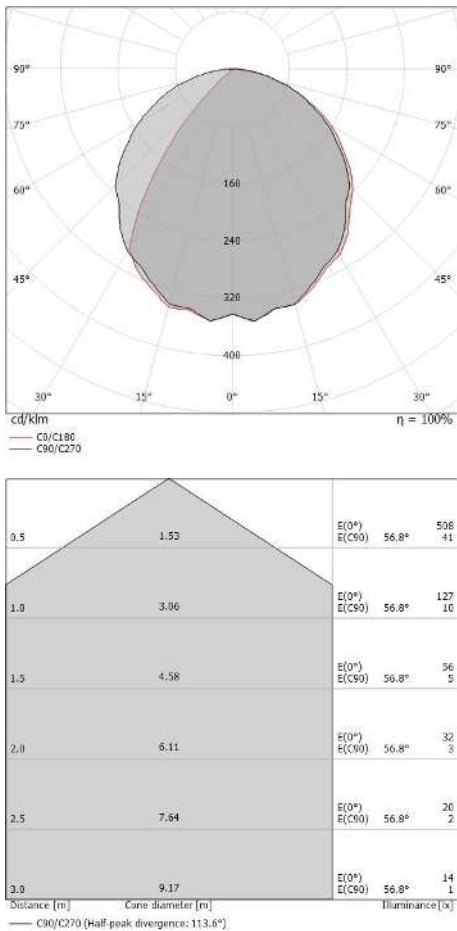 90° 90°
75° 75°
160
60° 60°
240
45° 45°
320
400
30° 15° 0° 15° 30°
cd/klm η = 100%
C0/C180
C90/C270
E(0°) 508
0.5 1.53 E(C90) 56.8° 41
E(0°) 127
1.0 3.06 E(C90) 56.8° 10
E(0°) 56
1.5 4.58 E(C90) 56.8° 5
E(0°) 32
2.0 6.11 E(C90) 56.8° 3
E(0°) 20
2.5 7.64 E(C90) 56.8° 2
E(0°) 14
3.0 9.17 E(C90) 56.8° 1
Distance [m] Cone diameter [m] Illuminance [lx]
C90/C270 (Half-peak divergence: 113.6°)